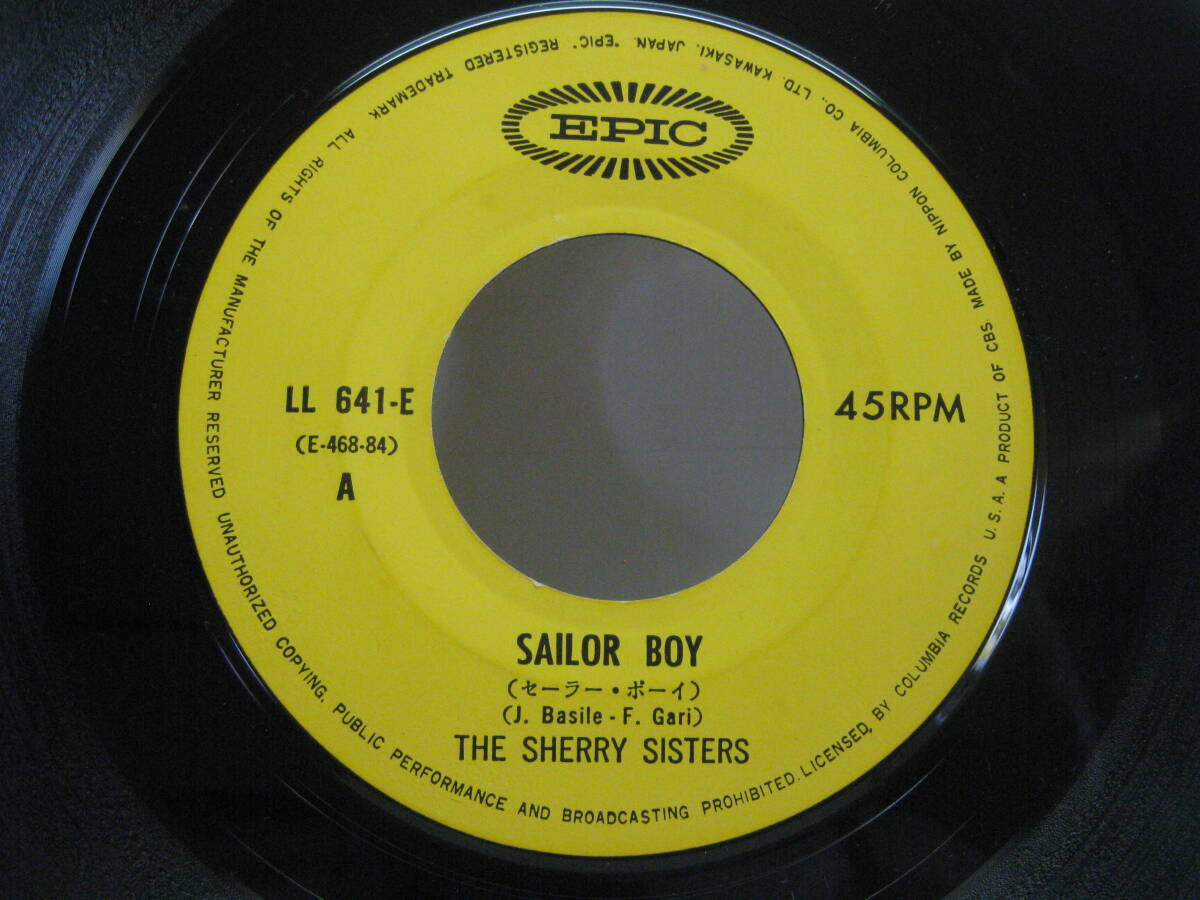 EPIC
LL 641-E
(E-468-84)
A
45RPM
SAILOR BOY
(セーラー・ボーイ)
(J. Basile - F. Gari)
THE SHERRY SISTERS
ALL RIGHTS OF THE MANUFACTURER RESERVED UNAUTHORIZED COPYING, PUBLIC PERFORMANCE AND BROADCASTING PROHIBITED. LICENSED, BY COLUMBIA RECORDS U. S. A. A PRODUCT OF CBS. MADE BY NIPPON COLUMBIA CO., LTD. KAWASAKI. JAPAN. "EPIC". REGISTERED TRADEMARK